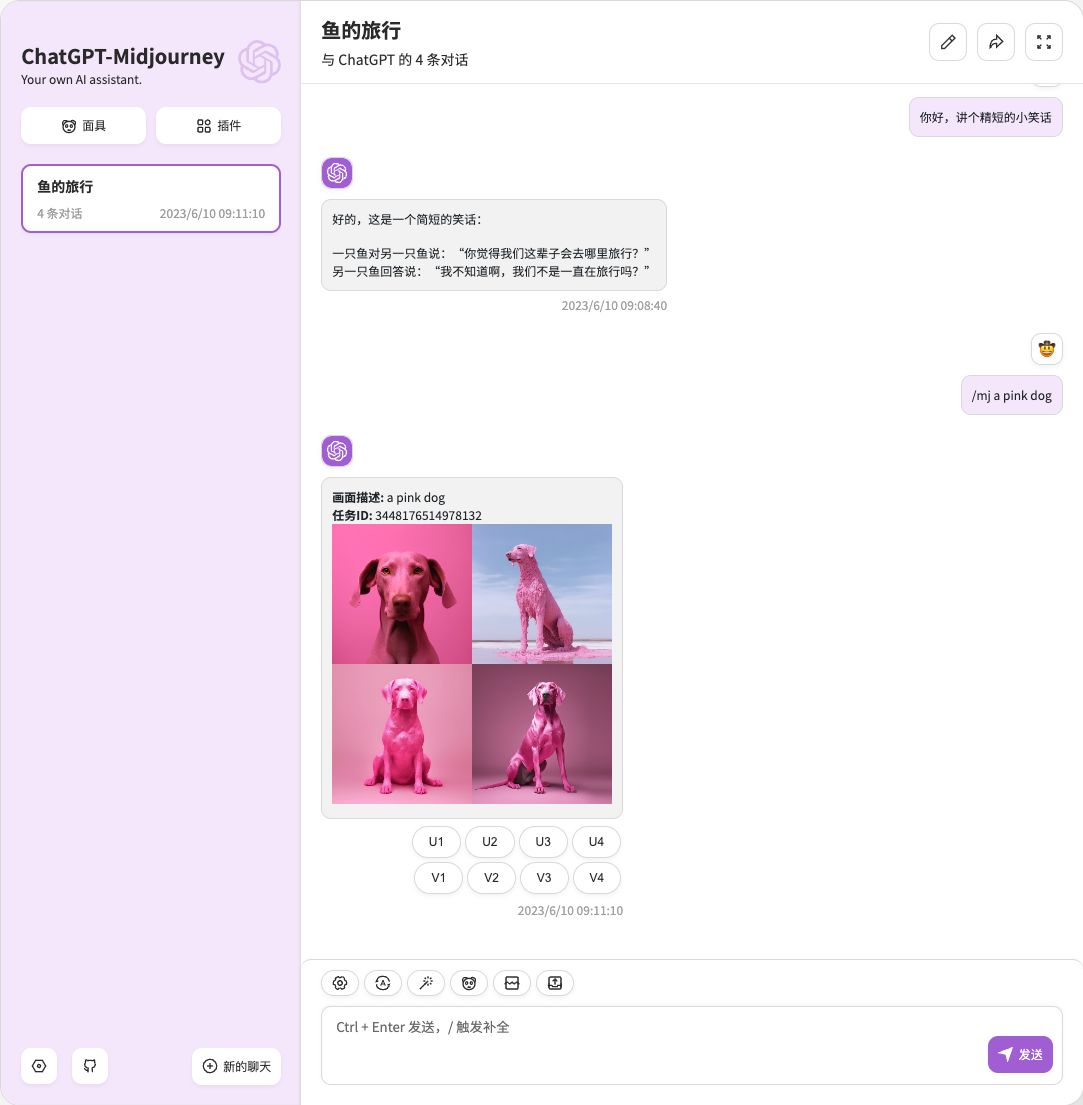 ChatGPT-Midjourney
Your own AI assistant.
面具
插件
鱼的旅行
4 条对话
2023/6/10 09:11:10
新的聊天
鱼的旅行
与 ChatGPT 的 4 条对话
你好，讲个精短的小笑话
好的，这是一个简短的笑话：
一只鱼对另一只鱼说：“你觉得我们这辈子会去哪里旅行？”
另一只鱼回答说：“我不知道啊，我们不是一直在旅行吗？”
2023/6/10 09:08:40
/mj a pink dog
画面描述: a pink dog
任务ID: 3448176514978132
U1 U2 U3 U4
V1 V2 V3 V4
2023/6/10 09:11:10
Ctrl + Enter 发送，/ 触发补全
发送